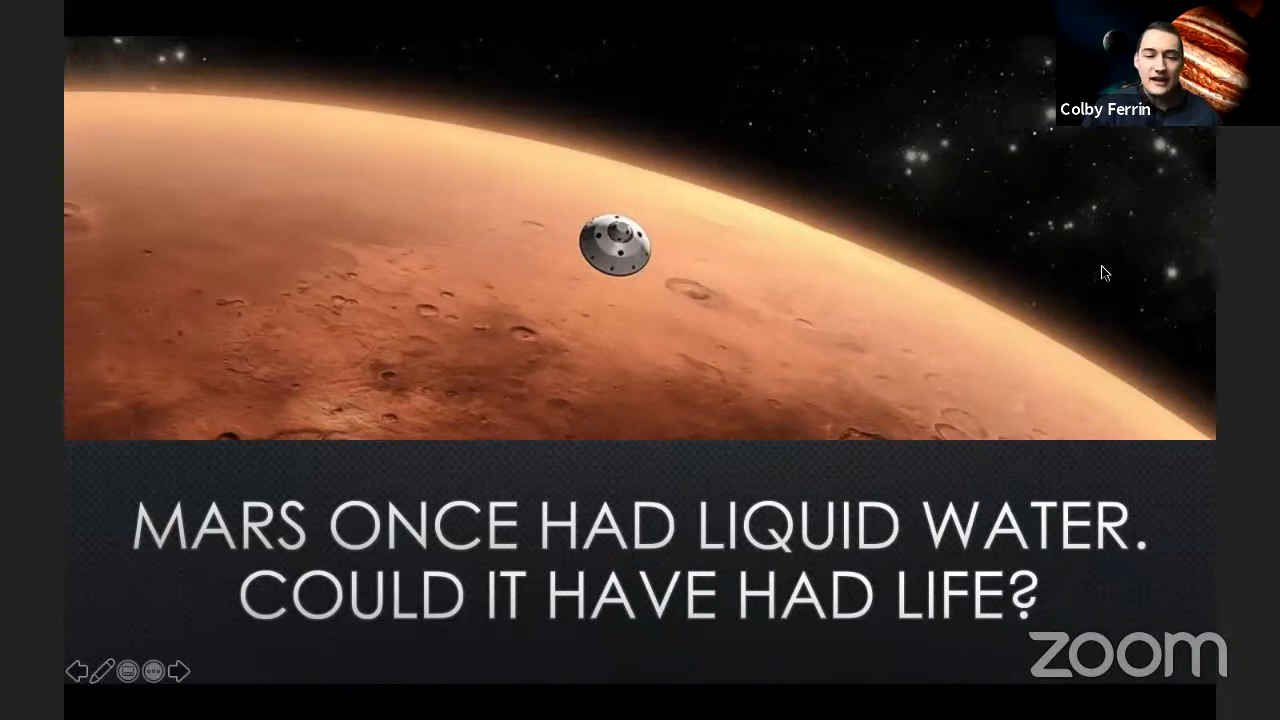 Colby Ferrin
MARS ONCE HAD LIQUID WATER.
COULD IT HAVE HAD LIFE?
zoom